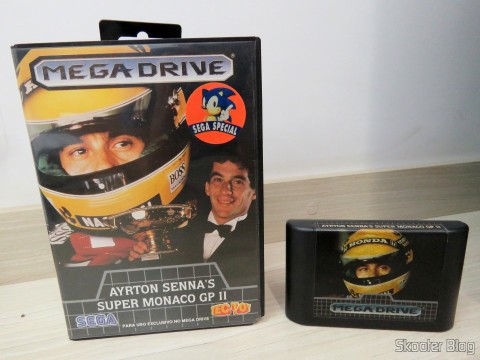 MEGA DRIVE
SEGA SPECIAL
BOSS
NA
AYRTON SENNA'S
SUPER MONACO GP II
SEGA
PARA USO EXCLUSIVO NO MEGA DRIVE
TEC TOY
AYRTON SENNA'S SUPER MONACO GP II
HONDA
MEGA DRIVE
Skooter Blog